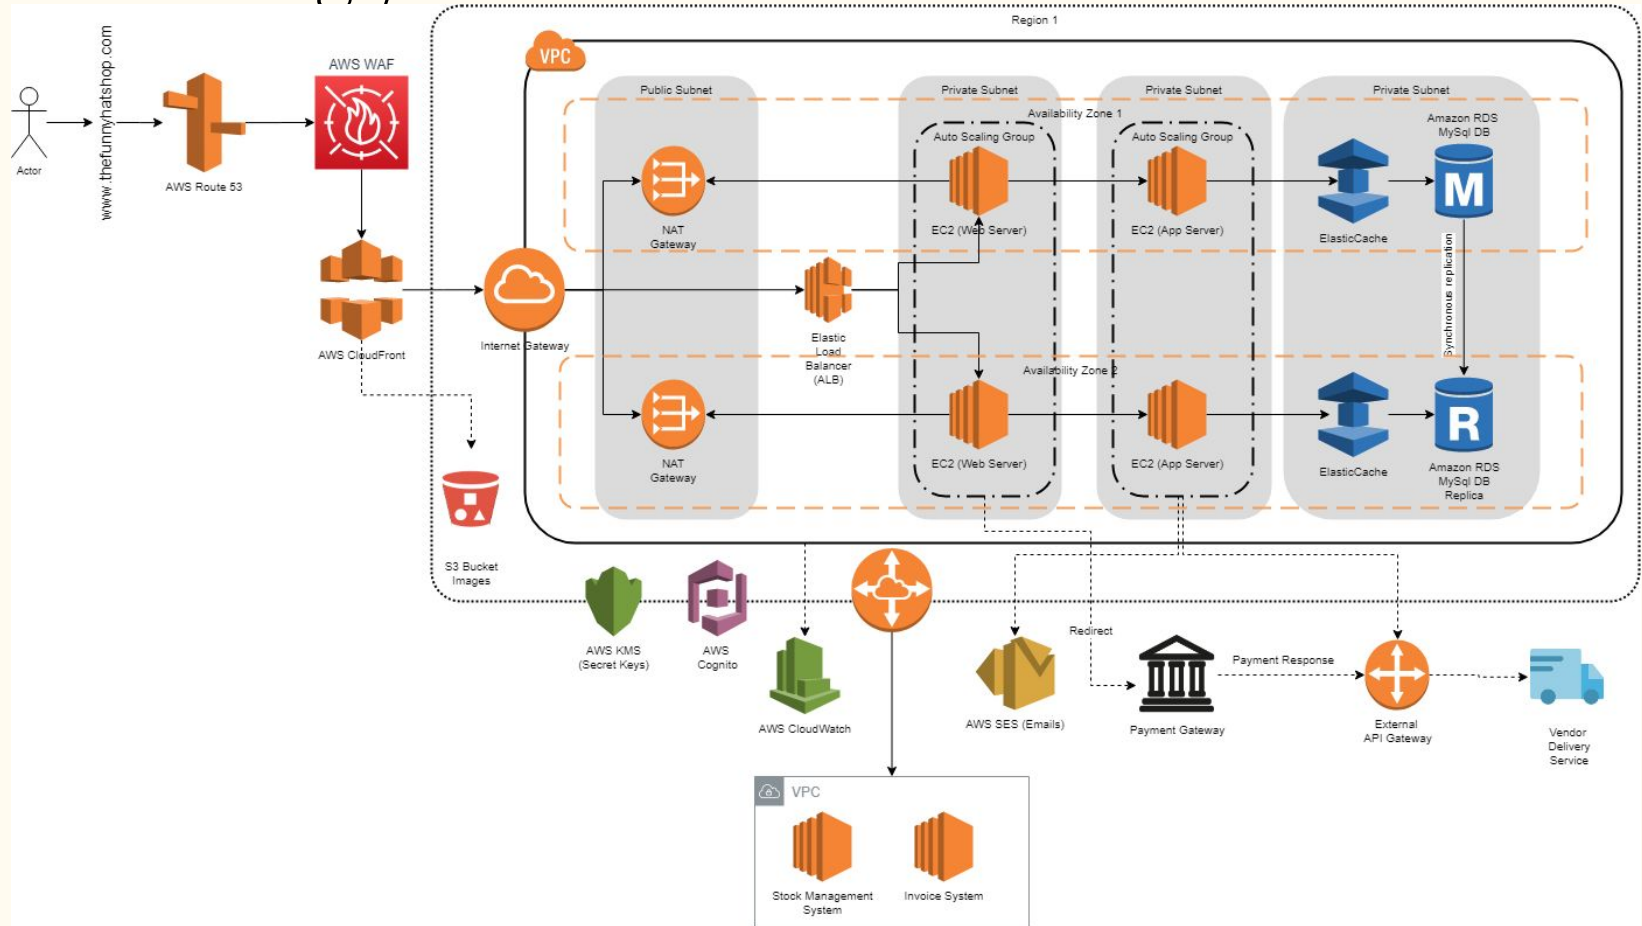 Region 1
VPC
AWS WAF
www.thefunnyhatshop.com
Actor
AWS Route 53
AWS CloudFront
Internet Gateway
S3 Bucket
Images
Public Subnet
Private Subnet
Private Subnet
Private Subnet
Availability Zone 1
Auto Scaling Group
Auto Scaling Group
Amazon RDS
MySql DB
M
NAT
Gateway
EC2 (Web Server)
EC2 (App Server)
ElasticCache
Synchronous replication
Elastic
Load
Balancer
(ALB)
Availability Zone 2
NAT
Gateway
EC2 (Web Server)
EC2 (App Server)
ElasticCache
R
Amazon RDS
MySql DB
Replica
AWS KMS
(Secret Keys)
AWS
Cognito
AWS CloudWatch
AWS SES (Emails)
Redirect
Payment Gateway
Payment Response
External
API Gateway
Vendor
Delivery
Service
VPC
Stock Management
System
Invoice System